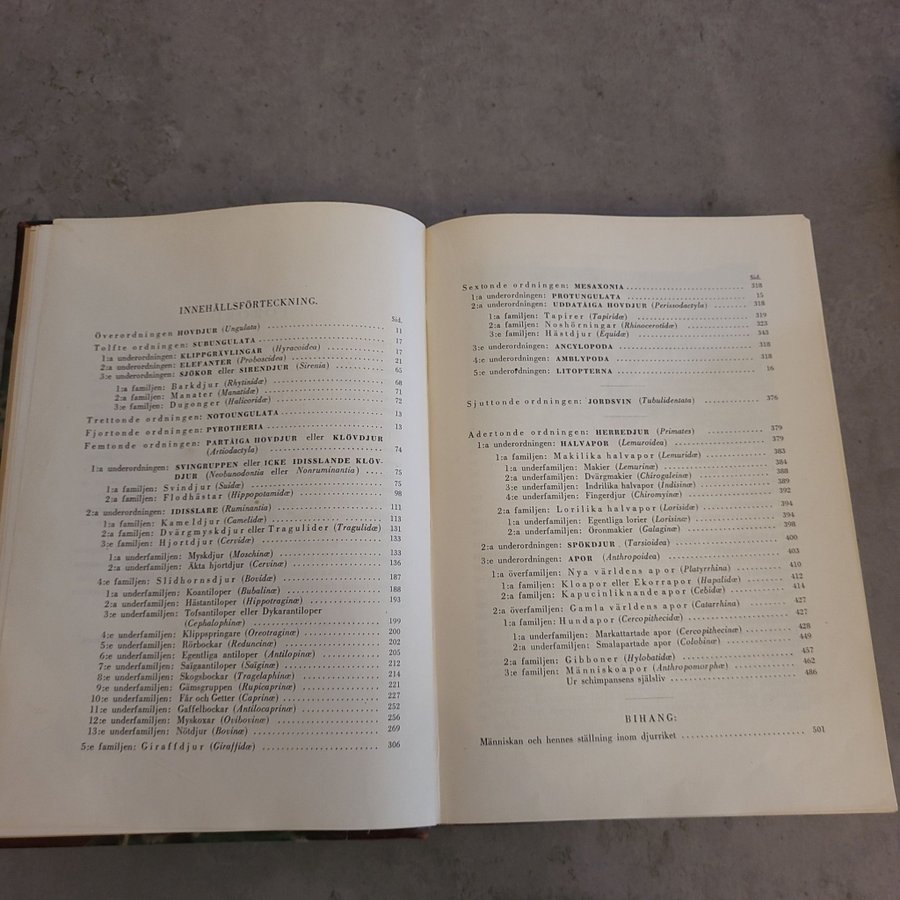 INNEHÅLLSFÖRTECKNING.
Sid.
Överordningen HOVDJUR (Ungulata) 11
Tolfte ordningen: SUBUNGULATA 17
1:a underordningen: KLIPPGRÄVLINGAR (Hyracoidea) 17
2:a underordningen: ELEFANTER (Proboscidea) 21
3:e underordningen: SJÖKOR eller SIRENDJUR (Sirenia) 65
1:a familjen: Barkdjur (Rhytinidæ) 68
2:a familjen: Manater (Manatidæ) 71
3:e familjen: Dugonger (Halicoridæ) 72
Trettonde ordningen: NOTOUNGULATA 13
Fjortonde ordningen: PYROTHERIA 13
Femtonde ordningen: PARTÅIGA HOVDJUR eller KLÖVDJUR
(Artiodactyla) 74
1:a underordningen: SVINGRUPPEN eller ICKE IDISSLANDE KLÖV-
DJUR (Neobunodontia eller Nonruminantia) 75
1:a familjen: Svindjur (Suidæ) 75
2:a familjen: Flodhästar (Hippopotamidæ) 98
2:a underordningen: IDISSLARE (Ruminantia) 111
1:a familjen: Kameldjur (Camelidæ) 113
2:a familjen: Dvärgmyskdjur eller Tragulider (Tragulidæ) 131
3:e familjen: Hjortdjur (Cervidæ) 133
1:a underfamiljen: Myskdjur (Moschinæ) 133
2:a underfamiljen: Äkta hjortdjur (Cervinæ) 136
4:e familjen: Slidhornsdjur (Bovidæ) 187
1:a underfamiljen: Koantiloper (Bubalinæ) 188
2:a underfamiljen: Hästantiloper (Hippotraginæ) 193
3:e underfamiljen: Tofsantiloper eller Dykarantiloper
(Cephalophinæ) 199
4:e underfamiljen: Klippspringare (Oreotraginæ) 200
5:e underfamiljen: Rörbockar (Reduncinæ) 202
6:e underfamiljen: Egentliga antiloper (Antilopinæ) 205
7:e underfamiljen: Saïgaantiloper (Saïginæ) 212
8:e underfamiljen: Skogsbockar (Tragelaphinæ) 214
9:e underfamiljen: Gämsgruppen (Rupicaprinæ) 221
10:e underfamiljen: Får och Getter (Caprinæ) 227
11:e underfamiljen: Gaffelbockar (Antilocaprinæ) 252
12:e underfamiljen: Myskoxar (Ovibovinæ) 256
13:e underfamiljen: Nötdjur (Bovinæ) 269
5:e familjen: Giraffdjur (Giraffidæ) 306
Sid.
Sextonde ordningen: MESAXONIA 318
1:a underordningen: PROTUNGULATA 15
2:a underordningen: UDDATÅIGA HOVDJUR (Perissodactyla) 318
1:a familjen: Tapirer (Tapiridæ) 319
2:a familjen: Noshörningar (Rhinocerotidæ) 323
3:e familjen: Hästdjur (Equidæ) 343
3:e underordningen: ANCYLOPODA 318
4:e underordningen: AMBLYPODA 318
5:e underordningen: LITOPTERNA 16
Sjuttonde ordningen: JORDSVIN (Tubulidentata) 376
Adertonde ordningen: HERREDJUR (Primates) 379
1:a underordningen: HALVAPOR (Lemuroidea) 379
1:a familjen: Makilika halvapor (Lemuridæ) 383
1:a underfamiljen: Makier (Lemurinæ) 384
2:a underfamiljen: Dvärgmakier (Chirogaleinæ) 388
3:e underfamiljen: Indrilika halvapor (Indisinæ) 389
4:e underfamiljen: Fingerdjur (Chiromyinæ) 392
2:a familjen: Lorilika halvapor (Lorisidæ) 394
1:a underfamiljen: Egentliga lorier (Lorisinæ) 394
2:a underfamiljen: Öronmakier (Galaginæ) 398
2:a underordningen: SPÖKDJUR (Tarsioidea) 400
3:e underordningen: APOR (Anthropoidea) 403
1:a överfamiljen: Nya världens apor (Platyrrhina) 410
1:a familjen: Kloapor eller Ekorrapor (Hapalidæ) 412
2:a familjen: Kapucinliknande apor (Cebidæ) 414
2:a överfamiljen: Gamla världens apor (Catarrhina) 427
1:a familjen: Hundapor (Cercopithecidæ) 427
1:a underfamiljen: Markattartade apor (Cercopithecinæ) 428
2:a underfamiljen: Smalapartade apor (Colobinæ) 449
2:a familjen: Gibboner (Hylobatidæ) 457
3:e familjen: Människoapor (Anthropomorphæ) 462
Ur schimpansens själsliv 486
BIHANG:
Människan och hennes ställning inom djurriket 501